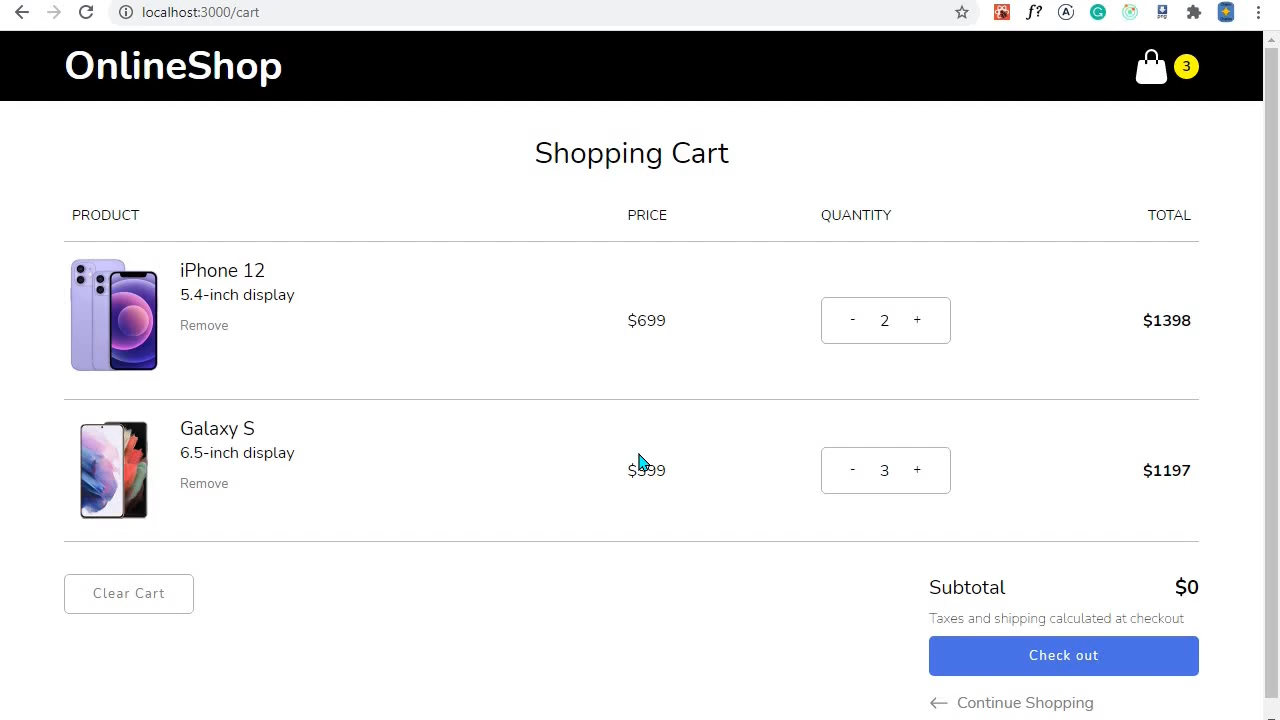 localhost:3000/cart
OnlineShop
3
Shopping Cart
PRODUCT PRICE QUANTITY TOTAL
iPhone 12
5.4-inch display
Remove
$699
- 2 +
$1398
Galaxy S
6.5-inch display
Remove
$399
- 3 +
$1197
Clear Cart
Subtotal $0
Taxes and shipping calculated at checkout
Check out
← Continue Shopping